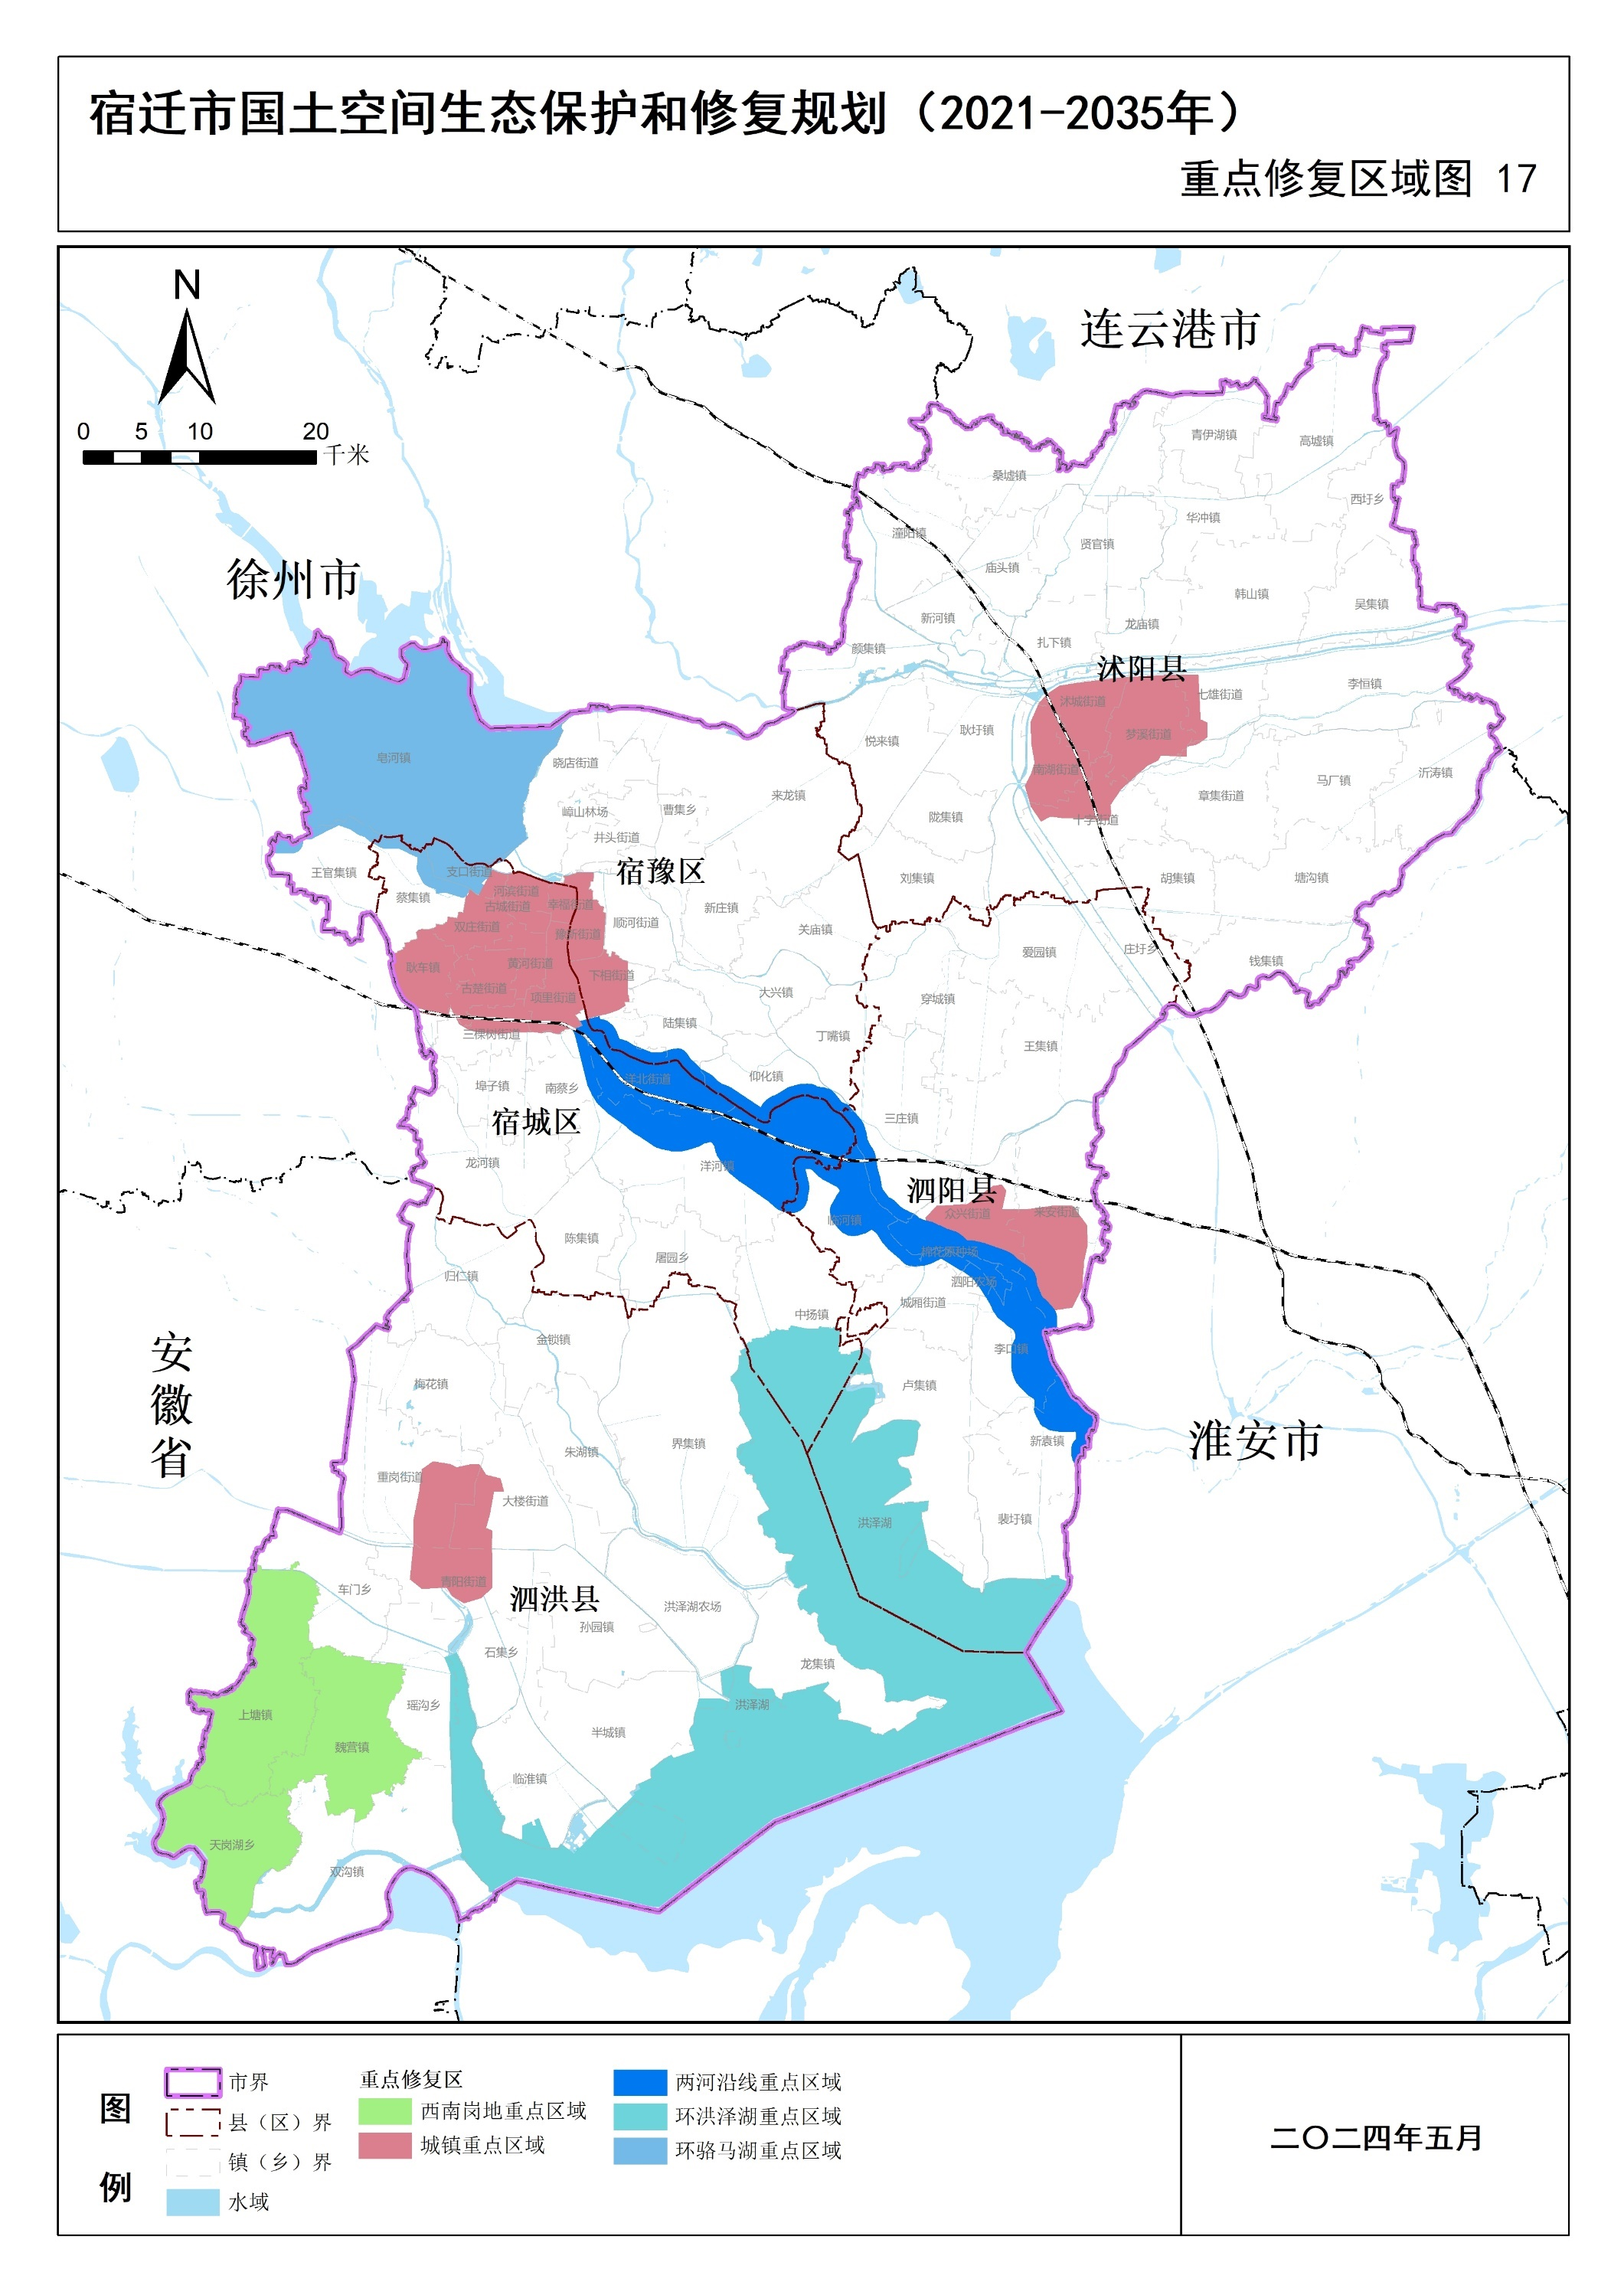 宿迁市国土空间生态保护和修复规划（2021-2035年）
重点修复区域图 17
N
0 5 10 20
千米
连云港市
青伊湖镇
高墟镇
桑墟镇
西圩乡
华冲镇
潼阳镇
贤官镇
庙头镇
徐州市
韩山镇
吴集镇
新河镇
龙庙镇
扎下镇
颜集镇
沭阳县
李恒镇
七雄街道
沭城街道
耿圩镇
梦溪街道
悦来镇
皂河镇
晓店街道
南湖街道
沂涛镇
马厂镇
来龙镇
章集街道
嶂山林场
曹集乡
陇集镇
十字街道
井头街道
宿豫区
王官集镇
支口街道
刘集镇
胡集镇
塘沟镇
蔡集镇
河滨街道
古城街道
幸福街道
新庄镇
双庄街道
顺河街道
豫新街道
关庙镇
爱园镇
庄圩乡
钱集镇
耿车镇
黄河街道
下相街道
古楚街道
项里街道
大兴镇
穿城镇
陆集镇
三棵树街道
丁嘴镇
王集镇
洋北街道
仰化镇
埠子镇
南蔡乡
宿城区
三庄镇
龙河镇
洋河镇
泗阳县
众兴街道
来安街道
临河镇
陈集镇
棉花原种场
屠园乡
归仁镇
泗阳农场
城厢街道
中扬镇
金锁镇
李口镇
安
徽
省
梅花镇
卢集镇
淮安市
界集镇
新袁镇
朱湖镇
重岗街道
大楼街道
洪泽湖
裴圩镇
青阳街道
车门乡
泗洪县
洪泽湖农场
孙园镇
石集乡
龙集镇
瑶沟乡
洪泽湖
上塘镇
半城镇
魏营镇
临淮镇
天岗湖乡
双沟镇
图
例
市界
县（区）界
镇（乡）界
水域
重点修复区
西南岗地重点区域
城镇重点区域
两河沿线重点区域
环洪泽湖重点区域
环骆马湖重点区域
二〇二四年五月